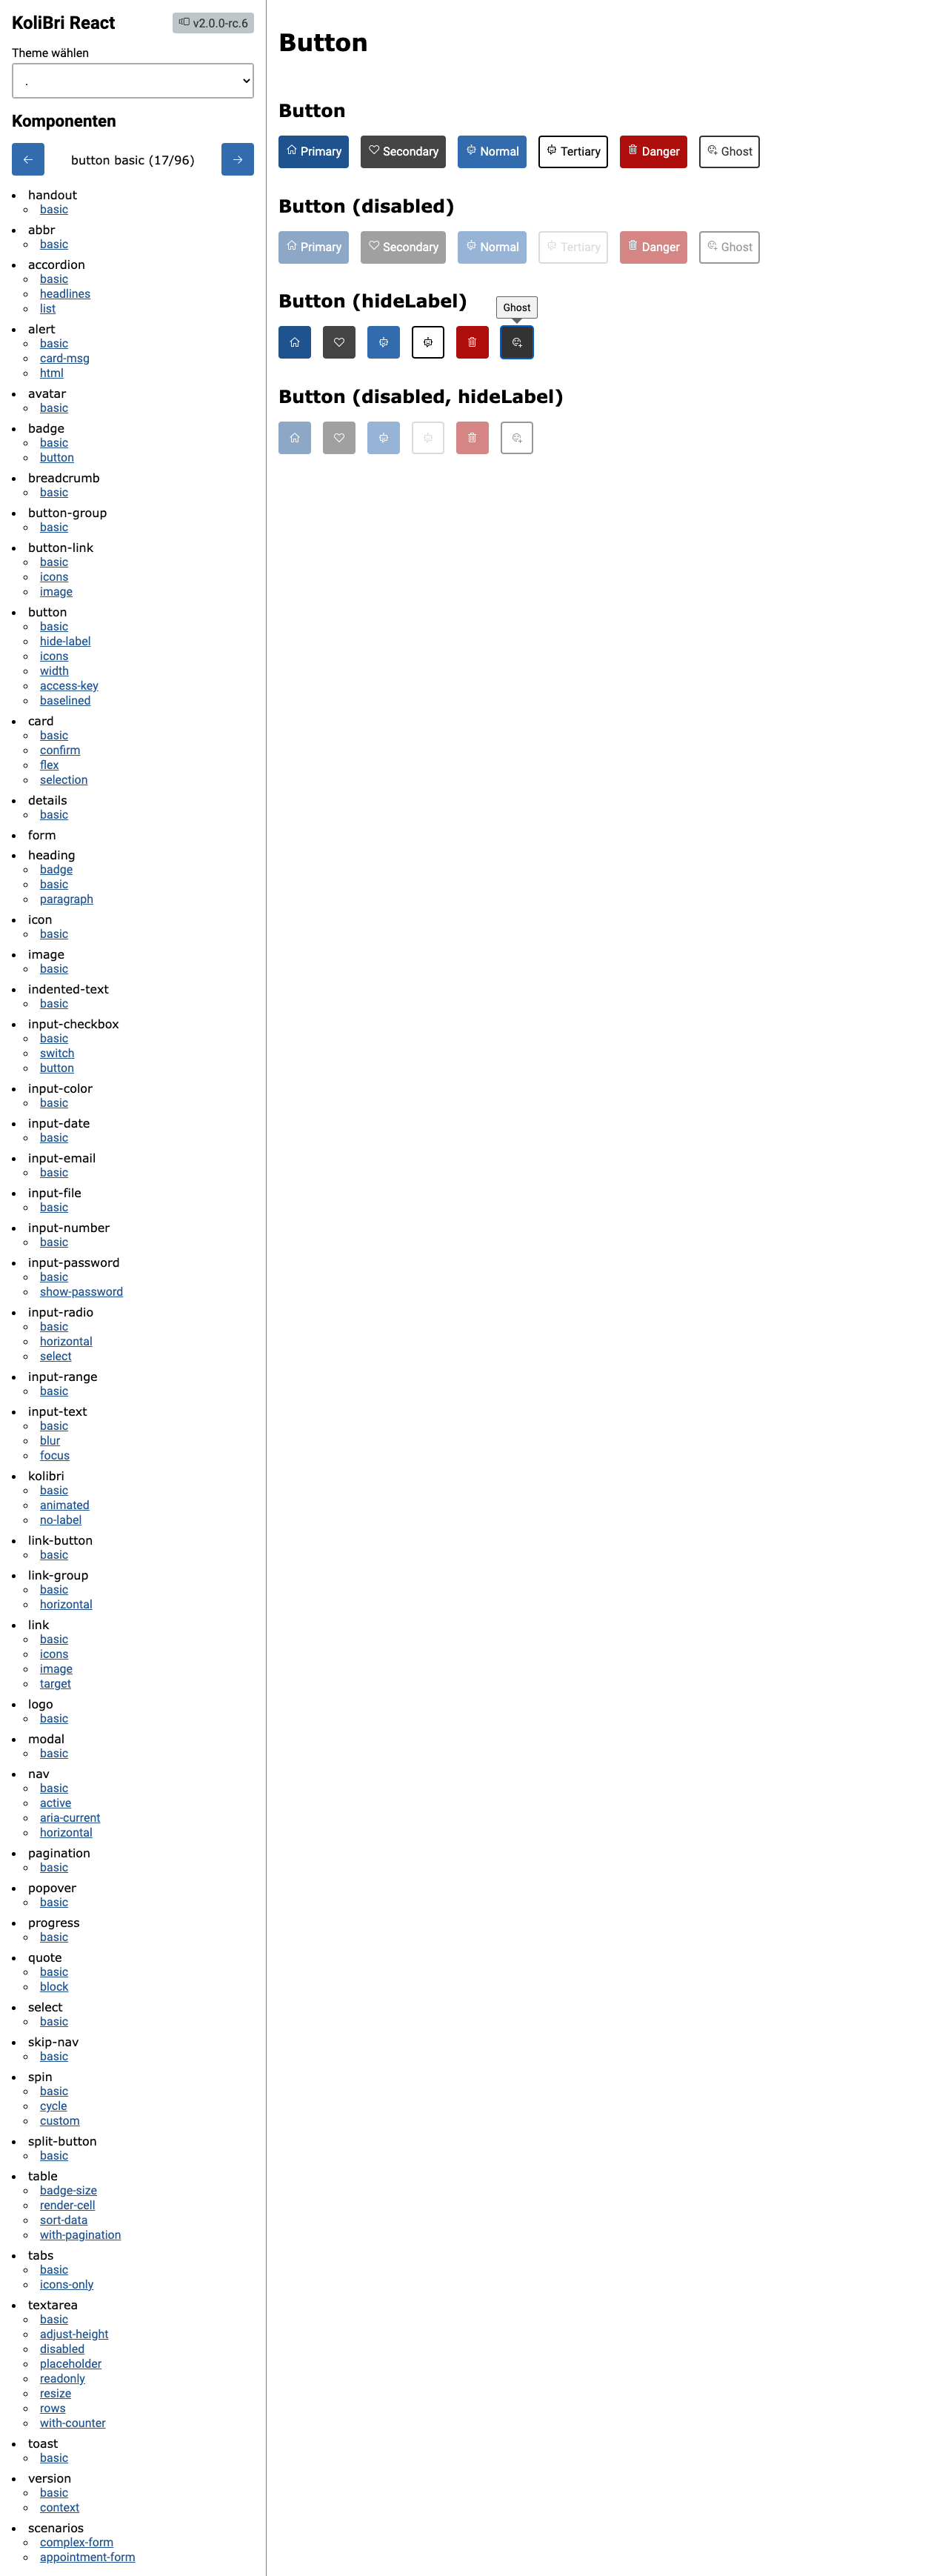 KoliBri React
v2.0.0-rc.6
Theme wählen
.
Komponenten
button basic (17/96)
handout
basic
abbr
basic
accordion
basic
headlines
list
alert
basic
card-msg
html
avatar
basic
badge
basic
button
breadcrumb
basic
button-group
basic
button-link
basic
icons
image
button
basic
hide-label
icons
width
access-key
baselined
card
basic
confirm
flex
selection
details
basic
form
heading
badge
basic
paragraph
icon
basic
image
basic
indented-text
basic
input-checkbox
basic
switch
button
input-color
basic
input-date
basic
input-email
basic
input-file
basic
input-number
basic
input-password
basic
show-password
input-radio
basic
horizontal
select
input-range
basic
input-text
basic
blur
focus
kolibri
basic
animated
no-label
link-button
basic
link-group
basic
horizontal
link
basic
icons
image
target
logo
basic
modal
basic
nav
basic
active
aria-current
horizontal
pagination
basic
popover
basic
progress
basic
quote
basic
block
select
basic
skip-nav
basic
spin
basic
cycle
custom
split-button
basic
table
badge-size
render-cell
sort-data
with-pagination
tabs
basic
icons-only
textarea
basic
adjust-height
disabled
placeholder
readonly
resize
rows
with-counter
toast
basic
version
basic
context
scenarios
complex-form
appointment-form
Button
Button
Primary Secondary Normal Tertiary Danger Ghost
Button (disabled)
Primary Secondary Normal Tertiary Danger Ghost
Button (hideLabel)
Ghost
Button (disabled, hideLabel)